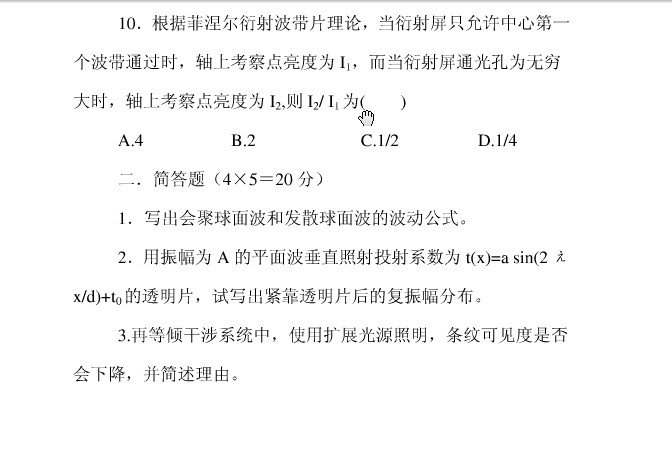 10．根据菲涅尔衍射波带片理论，当衍射屏只允许中心第一
个波带通过时，轴上考察点亮度为 I₁，而当衍射屏通光孔为无穷
大时，轴上考察点亮度为 I₂,则 I₂/ I₁ 为(      )
A.4 B.2 C.1/2 D.1/4
二．简答题（4×5＝20 分）
1．写出会聚球面波和发散球面波的波动公式。
2．用振幅为 A 的平面波垂直照射投射系数为 t(x)=a sin(2
x/d)+t₀的透明片，试写出紧靠透明片后的复振幅分布。
3.再等倾干涉系统中，使用扩展光源照明，条纹可见度是否
会下降，并简述理由。